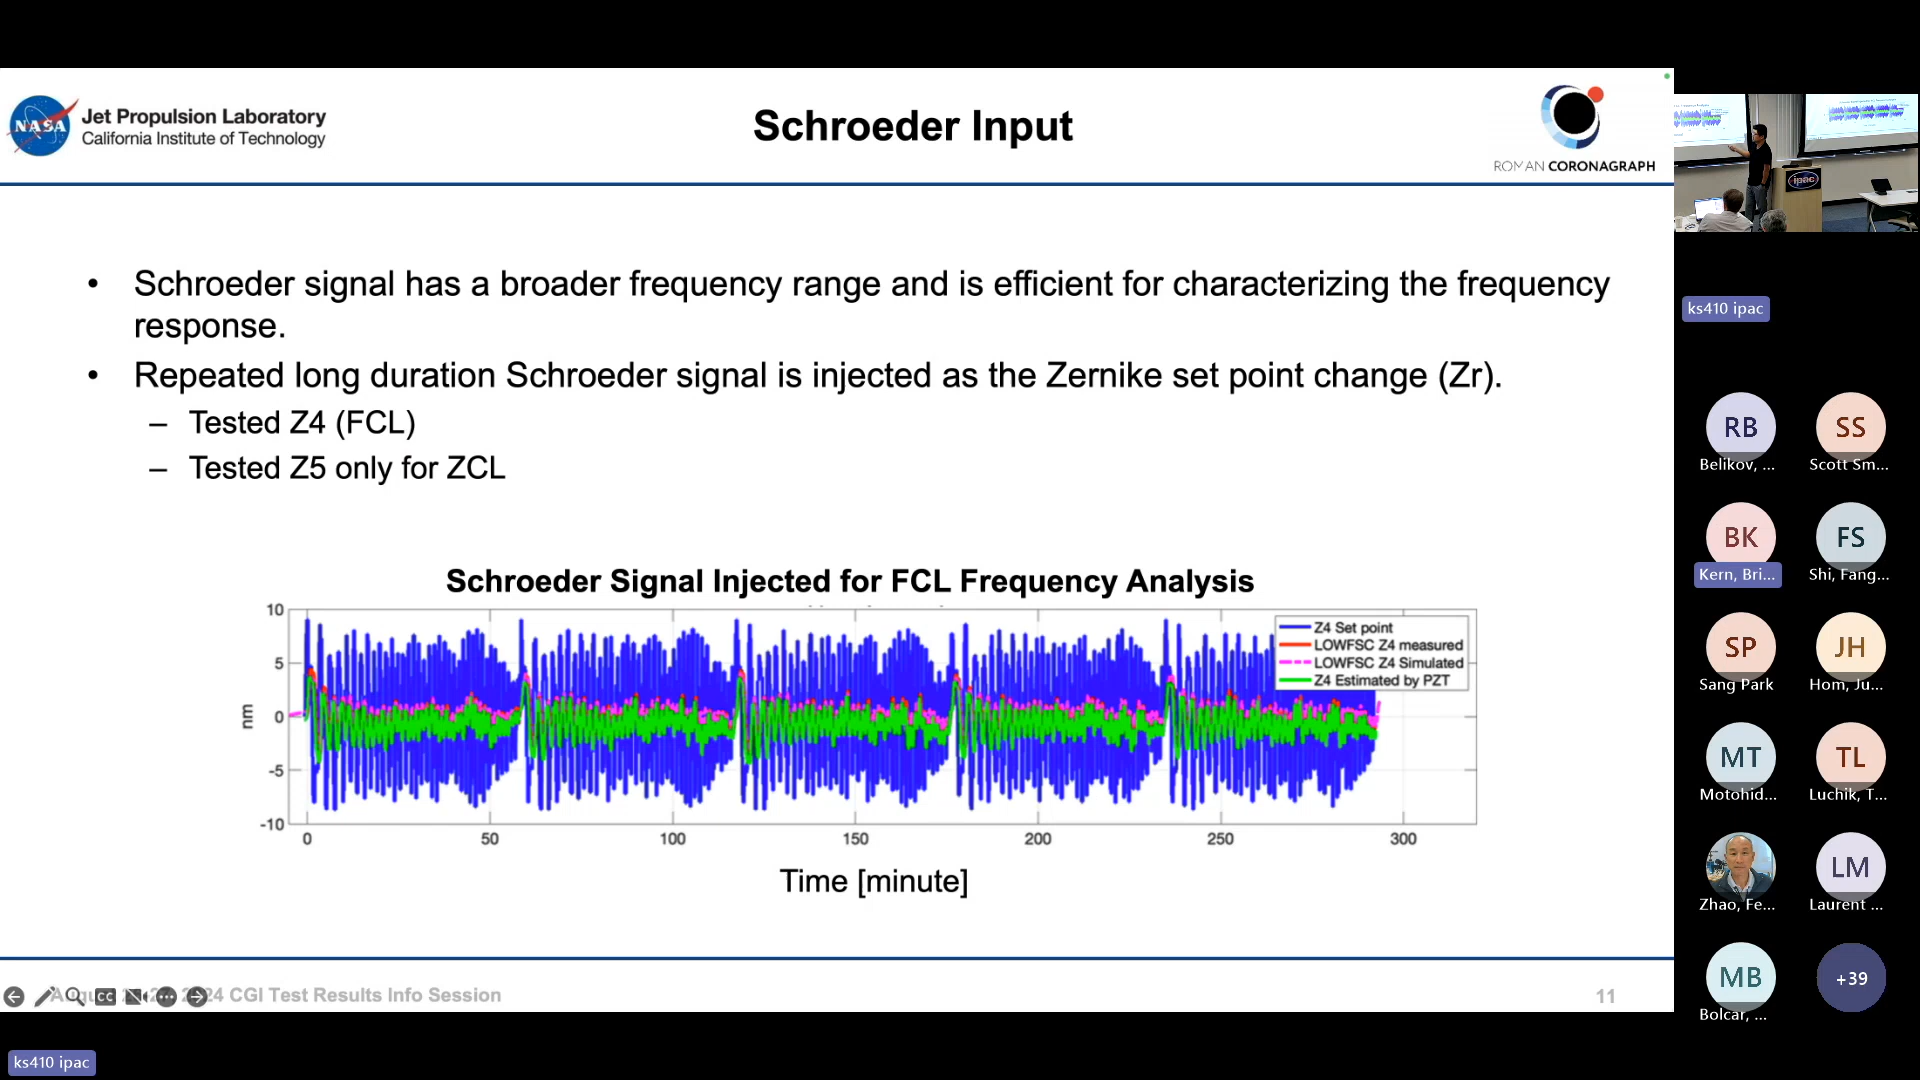 NASA
Jet Propulsion Laboratory
California Institute of Technology
Schroeder Input
ROMAN CORONAGRAPH
• Schroeder signal has a broader frequency range and is efficient for characterizing the frequency
response.
• Repeated long duration Schroeder signal is injected as the Zernike set point change (Zr).
– Tested Z4 (FCL)
– Tested Z5 only for ZCL
Schroeder Signal Injected for FCL Frequency Analysis
10
5
0
-5
-10
nm
Z4 Set point
LOWFSC Z4 measured
LOWFSC Z4 Simulated
Z4 Estimated by PZT
0 50 100 150 200 250 300
Time [minute]
24 CGI Test Results Info Session
11
CC
ks410 ipac
ipac
ks410 ipac
RB
Belikov, ...
SS
Scott Sm...
BK
Kern, Bri...
FS
Shi, Fang...
SP
Sang Park
JH
Hom, Ju...
MT
Motohid...
TL
Luchik, T...
Zhao, Fe...
LM
Laurent ...
MB
Bolcar, ...
+39